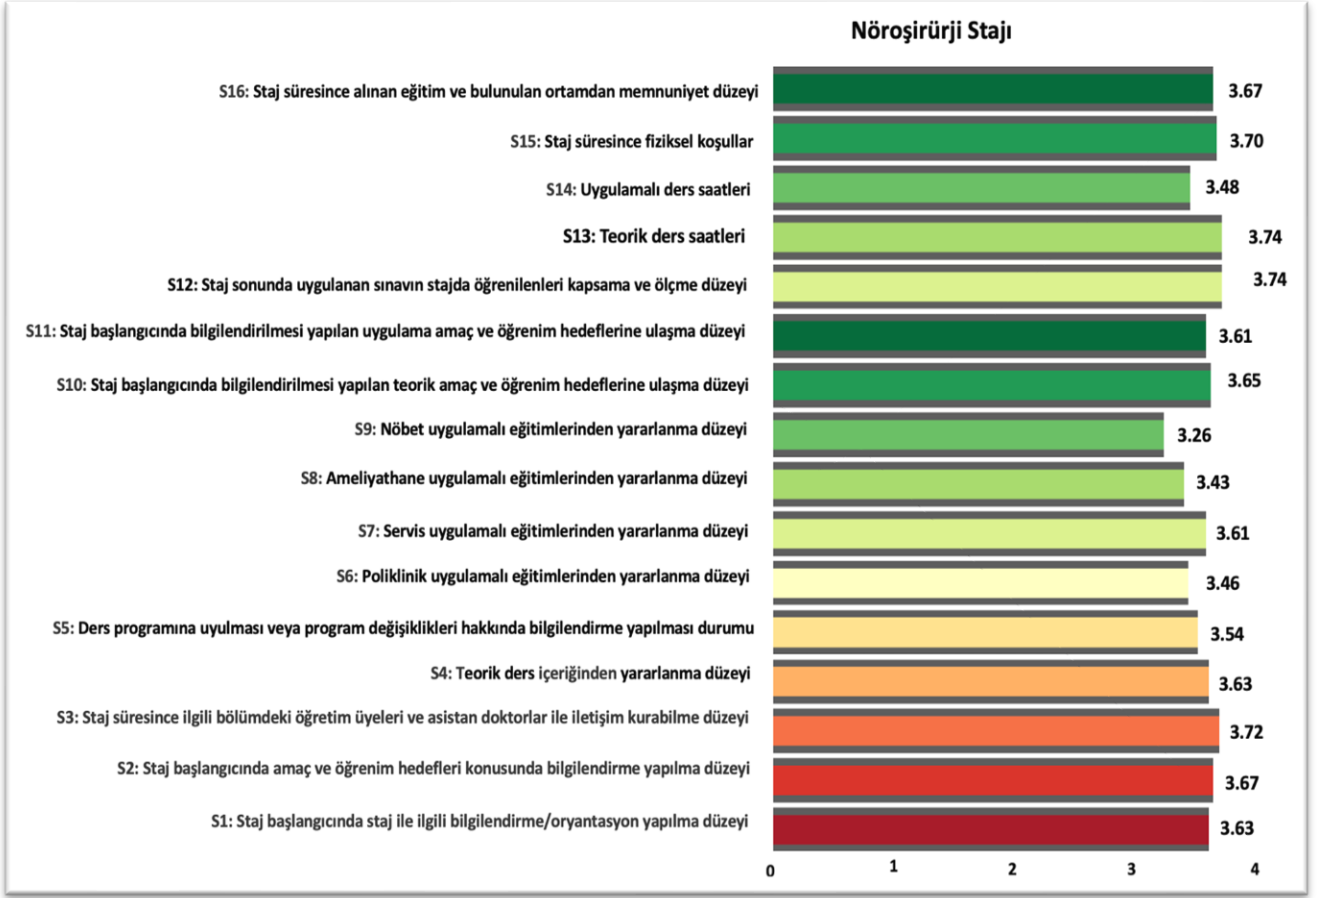 Nöroşirürji Stajı
S16: Staj süresince alınan eğitim ve bulunulan ortamdan memnuniyet düzeyi 3.67
S15: Staj süresince fiziksel koşullar 3.70
S14: Uygulamalı ders saatleri 3.48
S13: Teorik ders saatleri 3.74
S12: Staj sonunda uygulanan sınavın stajda öğrenilenleri kapsama ve ölçme düzeyi 3.74
S11: Staj başlangıcında bilgilendirilmesi yapılan uygulama amaç ve öğrenim hedeflerine ulaşma düzeyi 3.61
S10: Staj başlangıcında bilgilendirilmesi yapılan teorik amaç ve öğrenim hedeflerine ulaşma düzeyi 3.65
S9: Nöbet uygulamalı eğitimlerinden yararlanma düzeyi 3.26
S8: Ameliyathane uygulamalı eğitimlerinden yararlanma düzeyi 3.43
S7: Servis uygulamalı eğitimlerinden yararlanma düzeyi 3.61
S6: Poliklinik uygulamalı eğitimlerinden yararlanma düzeyi 3.46
S5: Ders programına uyulması veya program değişiklikleri hakkında bilgilendirme yapılması durumu 3.54
S4: Teorik ders içeriğinden yararlanma düzeyi 3.63
S3: Staj süresince ilgili bölümdeki öğretim üyeleri ve asistan doktorlar ile iletişim kurabilme düzeyi 3.72
S2: Staj başlangıcında amaç ve öğrenim hedefleri konusunda bilgilendirme yapılma düzeyi 3.67
S1: Staj başlangıcında staj ile ilgili bilgilendirme/oryantasyon yapılma düzeyi 3.63
0 1 2 3 4